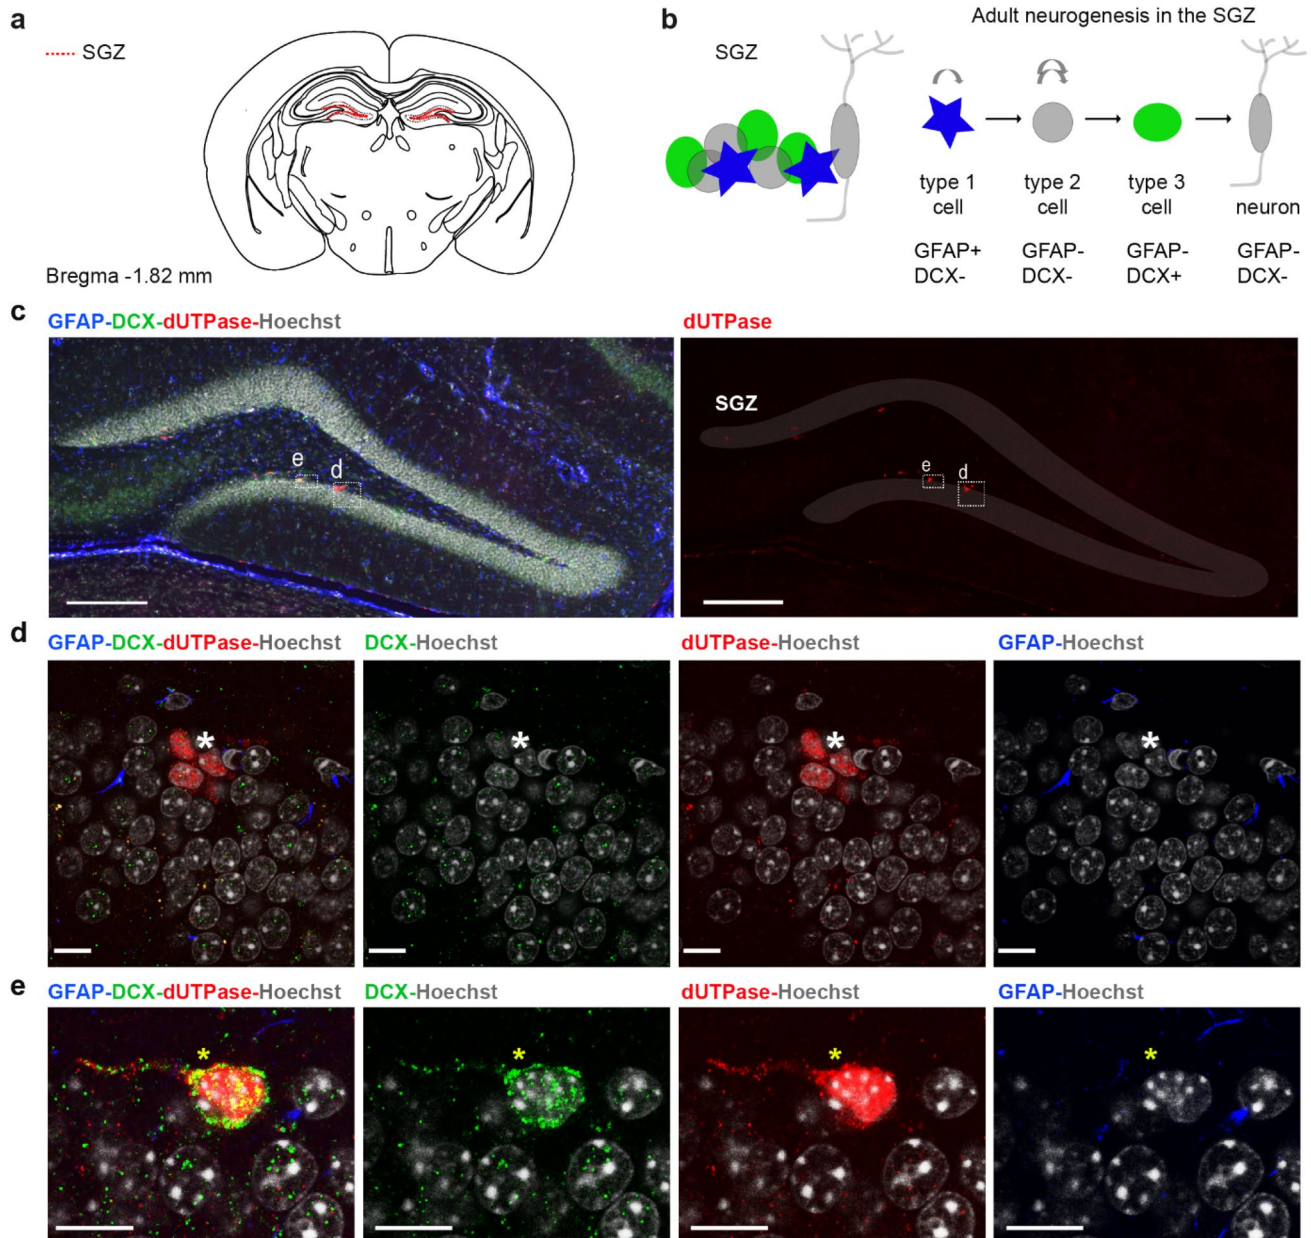 a
SGZ
Bregma -1.82 mm
b
Adult neurogenesis in the SGZ
SGZ
type 1
cell
type 2
cell
type 3
cell
neuron
GFAP+
DCX-
GFAP-
DCX-
GFAP-
DCX+
GFAP-
DCX-
c
GFAP-DCX-dUTPase-Hoechst
dUTPase
e
d
SGZ
e
d
d
GFAP-DCX-dUTPase-Hoechst
DCX-Hoechst
dUTPase-Hoechst
GFAP-Hoechst
*
*
*
*
e
GFAP-DCX-dUTPase-Hoechst
DCX-Hoechst
dUTPase-Hoechst
GFAP-Hoechst
*
*
*
*